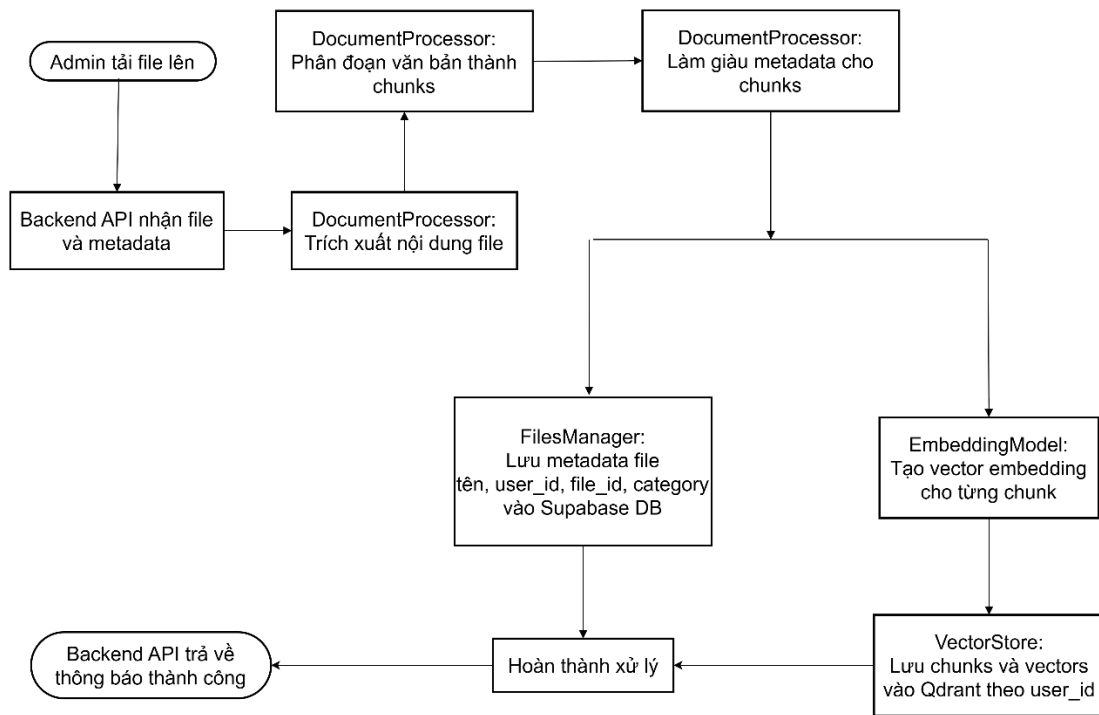 Admin tải file lên
Backend API nhận file
và metadata
DocumentProcessor:
Trích xuất nội dung file
DocumentProcessor:
Phân đoạn văn bản thành
chunks
DocumentProcessor:
Làm giàu metadata cho
chunks
FilesManager:
Lưu metadata file
tên, user_id, file_id, category
vào Supabase DB
EmbeddingModel:
Tạo vector embedding
cho từng chunk
VectorStore:
Lưu chunks và vectors
vào Qdrant theo user_id
Hoàn thành xử lý
Backend API trả về
thông báo thành công